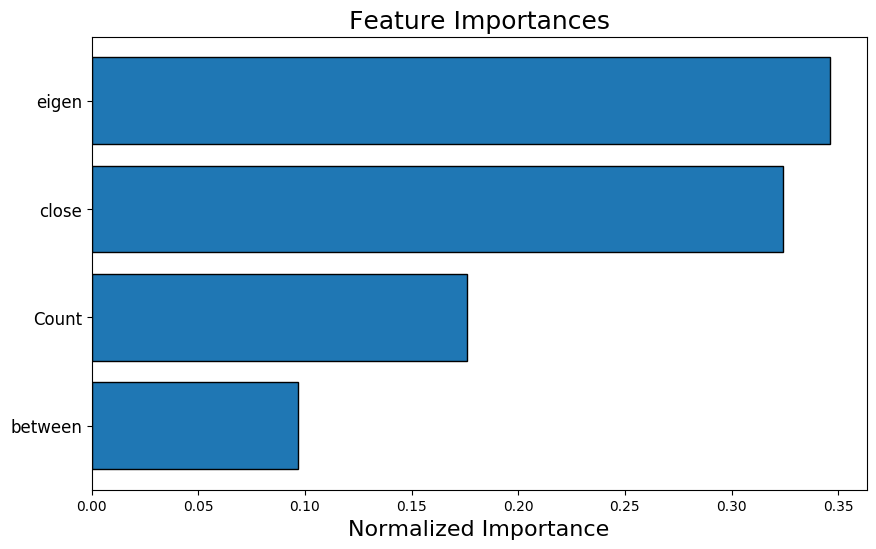 Feature Importances
eigen
close
Count
between
0.00 0.05 0.10 0.15 0.20 0.25 0.30 0.35
Normalized Importance